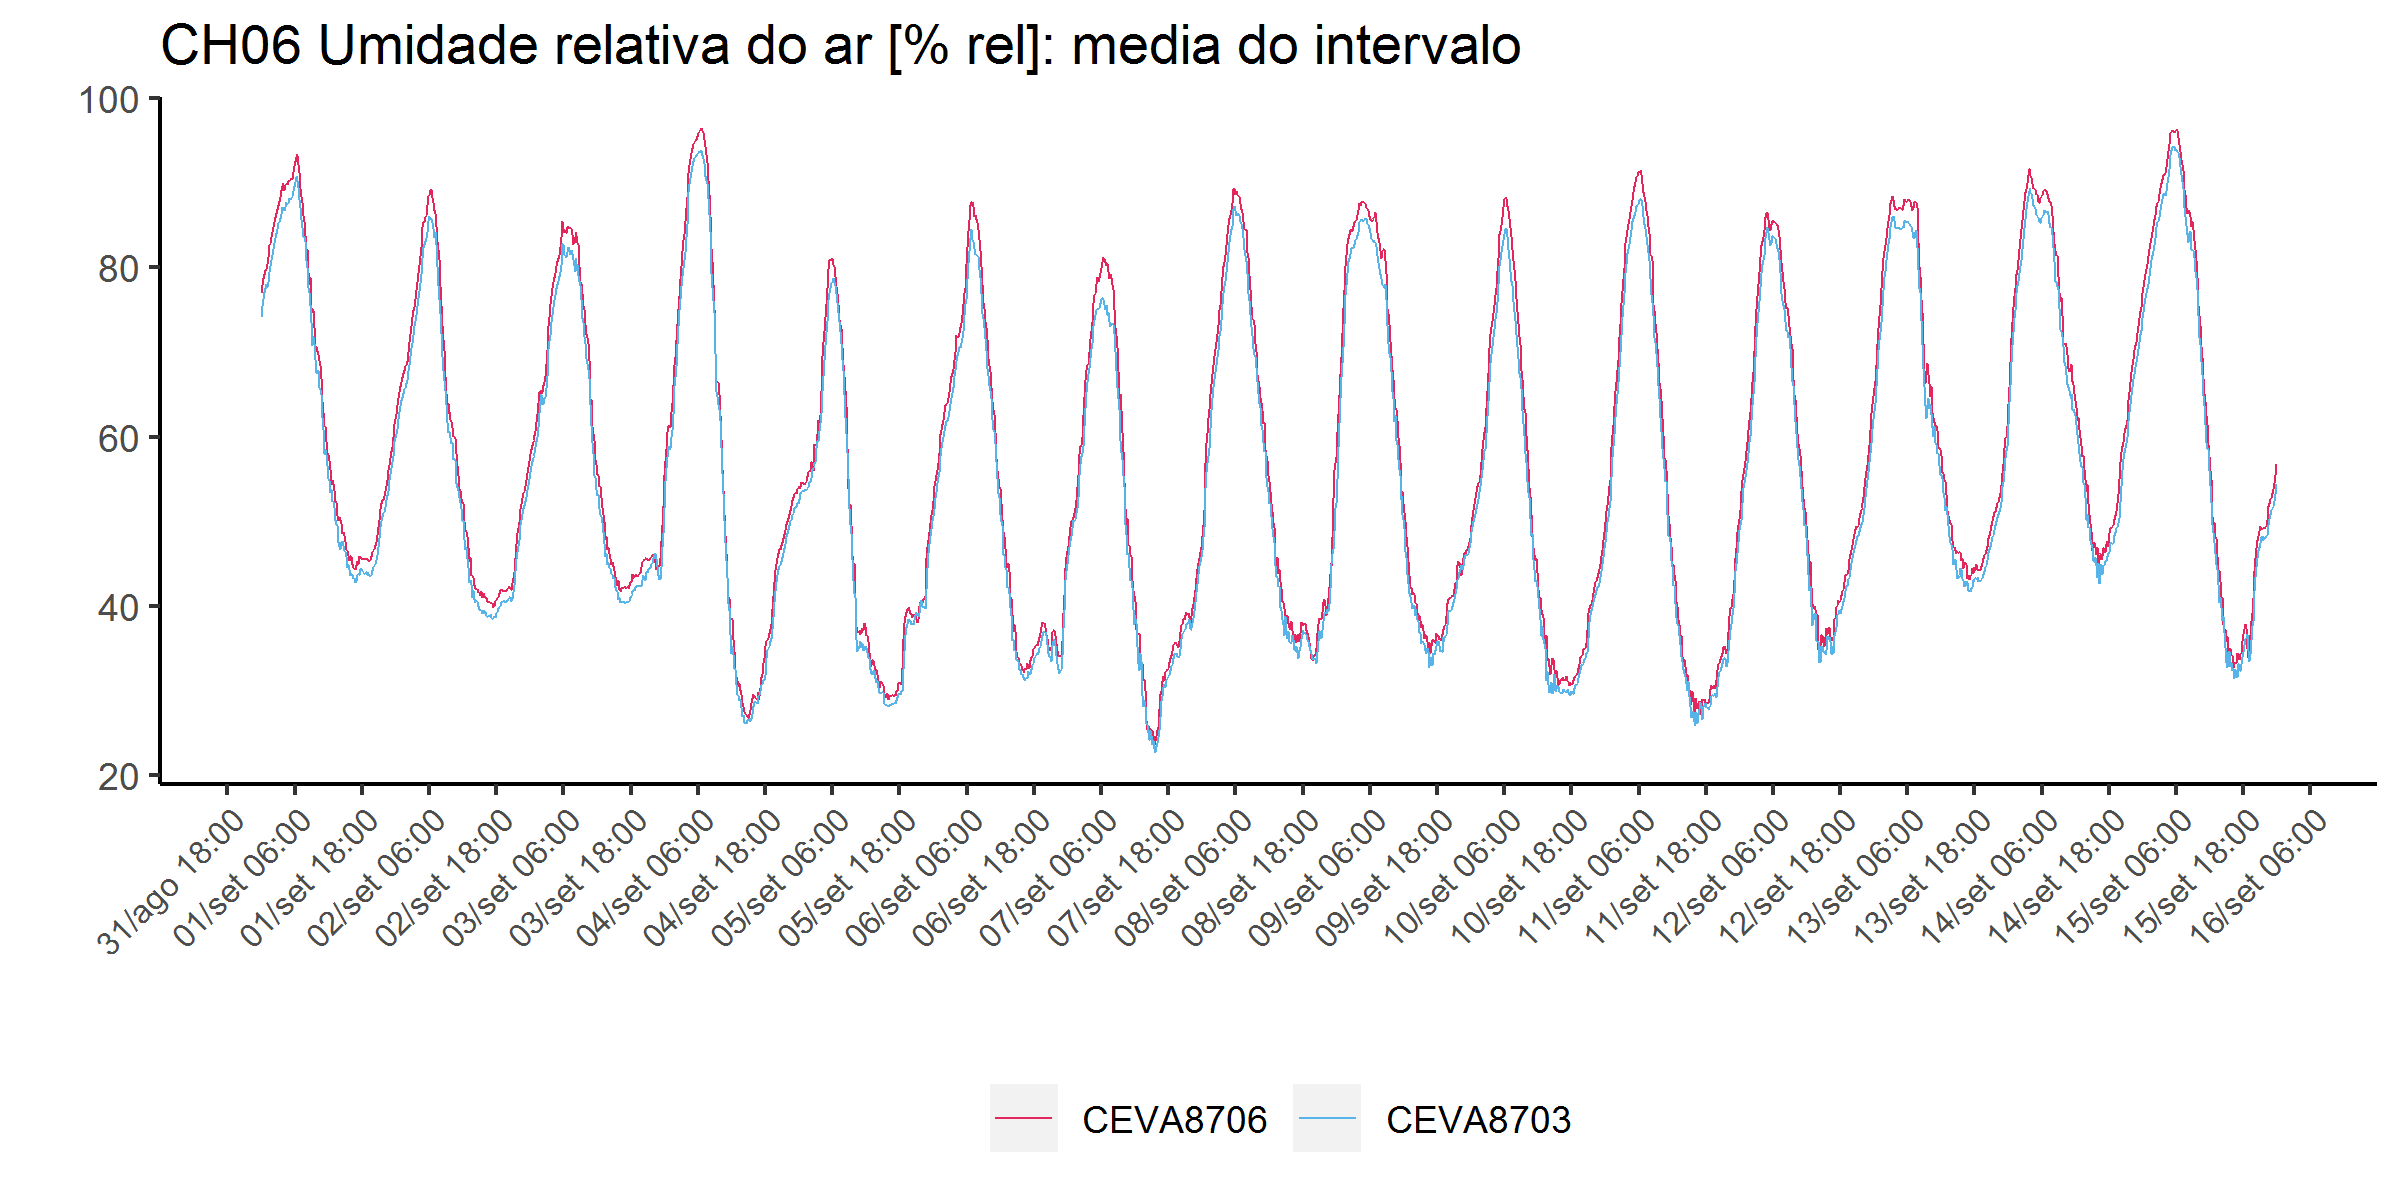 CH06 Umidade relativa do ar [% rel]: media do intervalo
100
80
60
40
20
31/ago 18:00
01/set 06:00
01/set 18:00
02/set 06:00
02/set 18:00
03/set 06:00
03/set 18:00
04/set 06:00
04/set 18:00
05/set 06:00
05/set 18:00
06/set 06:00
06/set 18:00
07/set 06:00
07/set 18:00
08/set 06:00
08/set 18:00
09/set 06:00
09/set 18:00
10/set 06:00
10/set 18:00
11/set 06:00
11/set 18:00
12/set 06:00
12/set 18:00
13/set 06:00
13/set 18:00
14/set 06:00
14/set 18:00
15/set 06:00
15/set 18:00
16/set 06:00
CEVA8706 CEVA8703